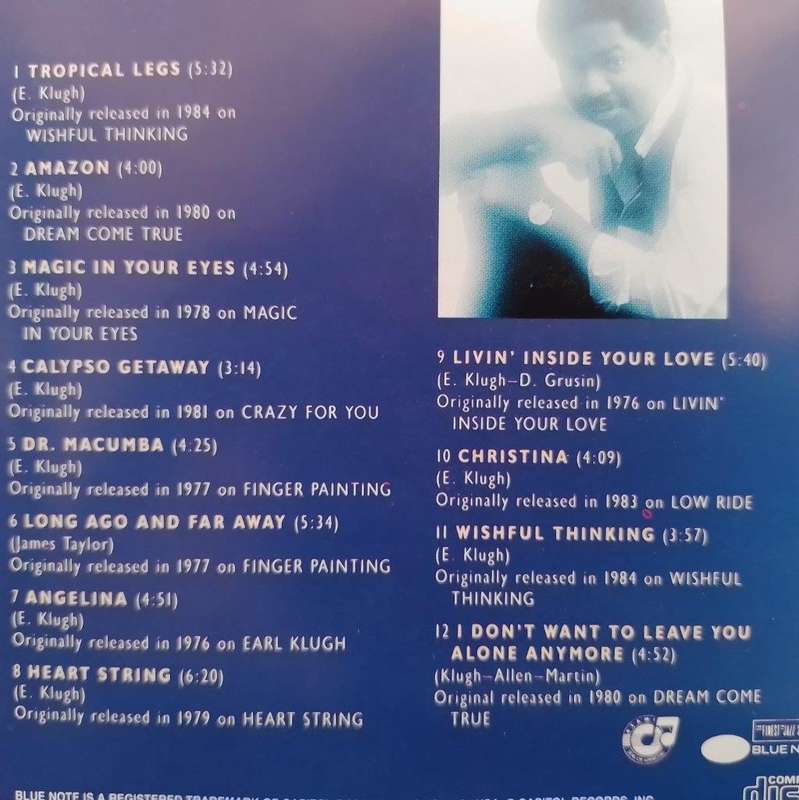 1 TROPICAL LEGS (5:32)
(E. Klugh)
Originally released in 1984 on
WISHFUL THINKING
2 AMAZON (4:00)
(E. Klugh)
Originally released in 1980 on
DREAM COME TRUE
3 MAGIC IN YOUR EYES (4:54)
(E. Klugh)
Originally released in 1978 on MAGIC
IN YOUR EYES
4 CALYPSO GETAWAY (3:14)
(E. Klugh)
Originally released in 1981 on CRAZY FOR YOU
5 DR. MACUMBA (4:25)
(E. Klugh)
Originally released in 1977 on FINGER PAINTING
6 LONG AGO AND FAR AWAY (5:34)
(James Taylor)
Originally released in 1977 on FINGER PAINTING
7 ANGELINA (4:51)
(E. Klugh)
Originally released in 1976 on EARL KLUGH
8 HEART STRING (6:20)
(E. Klugh)
Originally released in 1979 on HEART STRING
9 LIVIN' INSIDE YOUR LOVE (5:40)
(E. Klugh–D. Grusin)
Originally released in 1976 on LIVIN'
INSIDE YOUR LOVE
10 CHRISTINA (4:09)
(E. Klugh)
Originally released in 1983 on LOW RIDE
11 WISHFUL THINKING (3:57)
(E. Klugh)
Originally released in 1984 on WISHFUL
THINKING
12 I DON'T WANT TO LEAVE YOU
ALONE ANYMORE (4:52)
(Klugh–Allen–Martin)
Original released in 1980 on DREAM COME
TRUE
BLUE N
COMP
disc
BLUE NOTE IS A REGISTERED TRADEMARK OF CAPITOL RECORDS, INC.